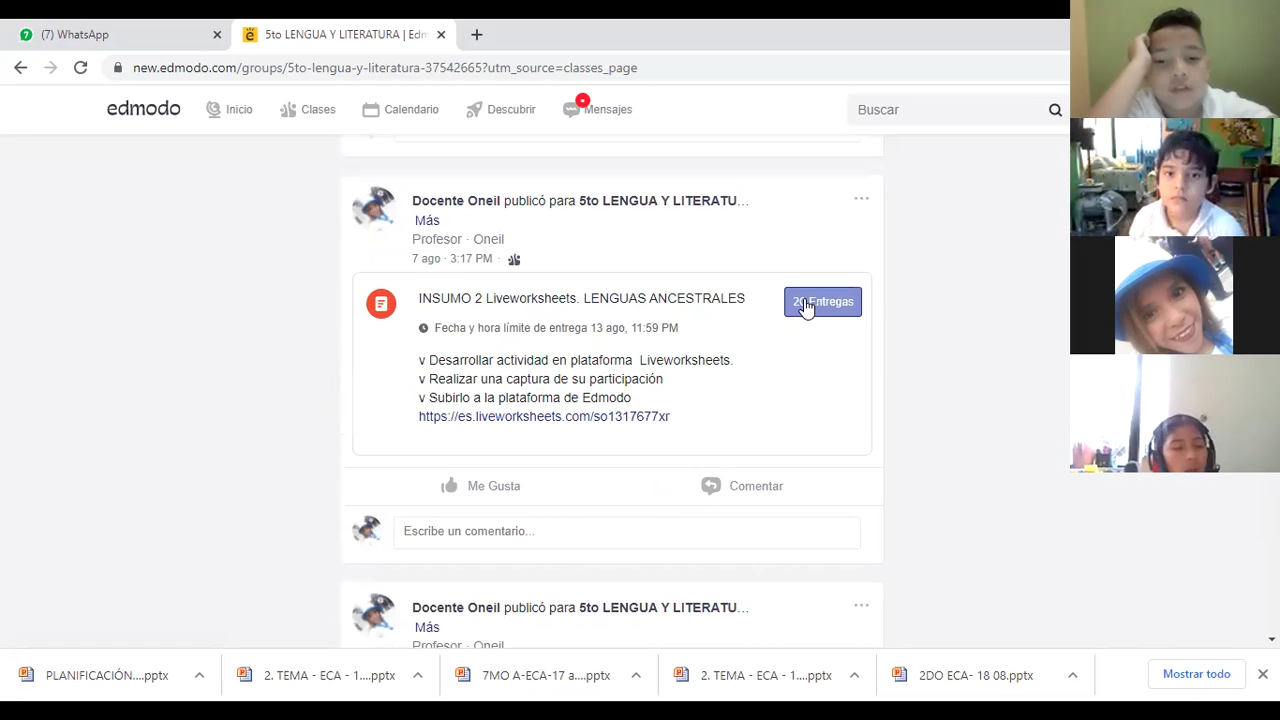 (7) WhatsApp
5to LENGUA Y LITERATURA | Edm
new.edmodo.com/groups/5to-lengua-y-literatura-37542665?utm_source=classes_page
edmodo Inicio Clases Calendario Descubrir Mensajes Buscar
Docente Oneil publicó para 5to LENGUA Y LITERATU...
Más
Profesor · Oneil
7 ago · 3:17 PM ·
INSUMO 2 Liveworksheets. LENGUAS ANCESTRALES
Entregas
Fecha y hora límite de entrega 13 ago, 11:59 PM
v Desarrollar actividad en plataforma Liveworksheets.
v Realizar una captura de su participación
v Subirlo a la plataforma de Edmodo
https://es.liveworksheets.com/so1317677xr
Me Gusta Comentar
Escribe un comentario...
Docente Oneil publicó para 5to LENGUA Y LITERATU...
Más
Profesor · Oneil
PLANIFICACIÓN....pptx 2. TEMA - ECA - 1....pptx 7MO A-ECA-17 a....pptx 2. TEMA - ECA - 1....pptx 2DO ECA- 18 08.pptx Mostrar todo